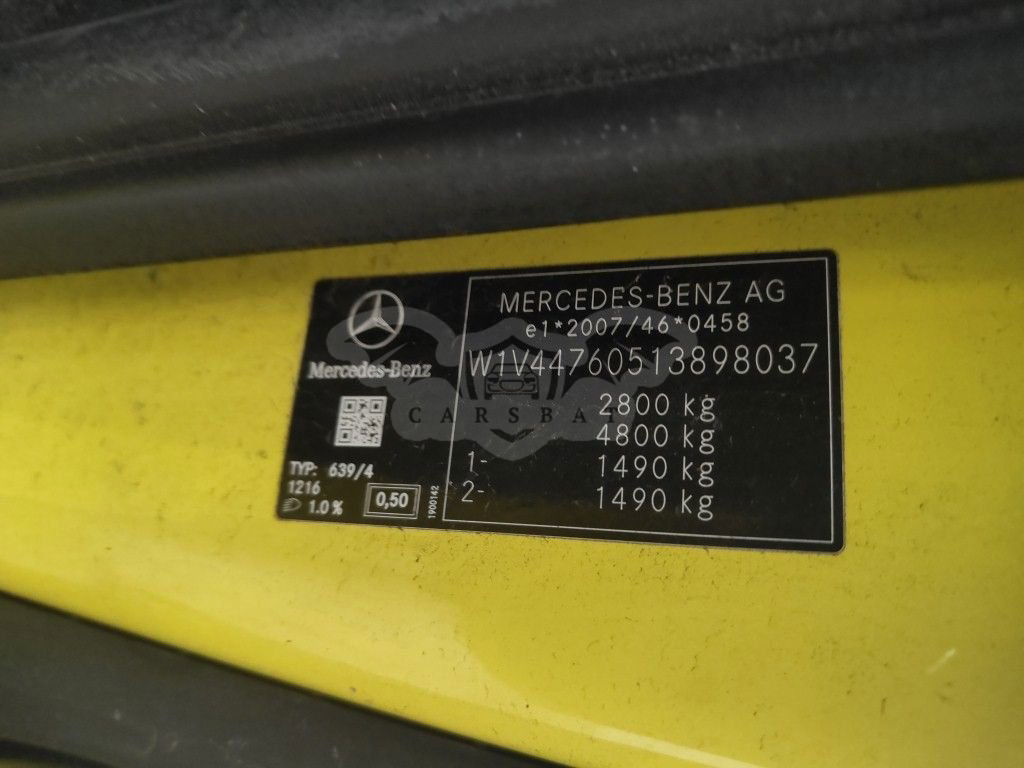 MERCEDES-BENZ AG
e1*2007/46*0458
W1V44760513898037
2800 kg
4800 kg
1- 1490 kg
2- 1490 kg
Mercedes-Benz
TYP: 639/4
1216
1.0 %
0,50
1900142
CARSBAT